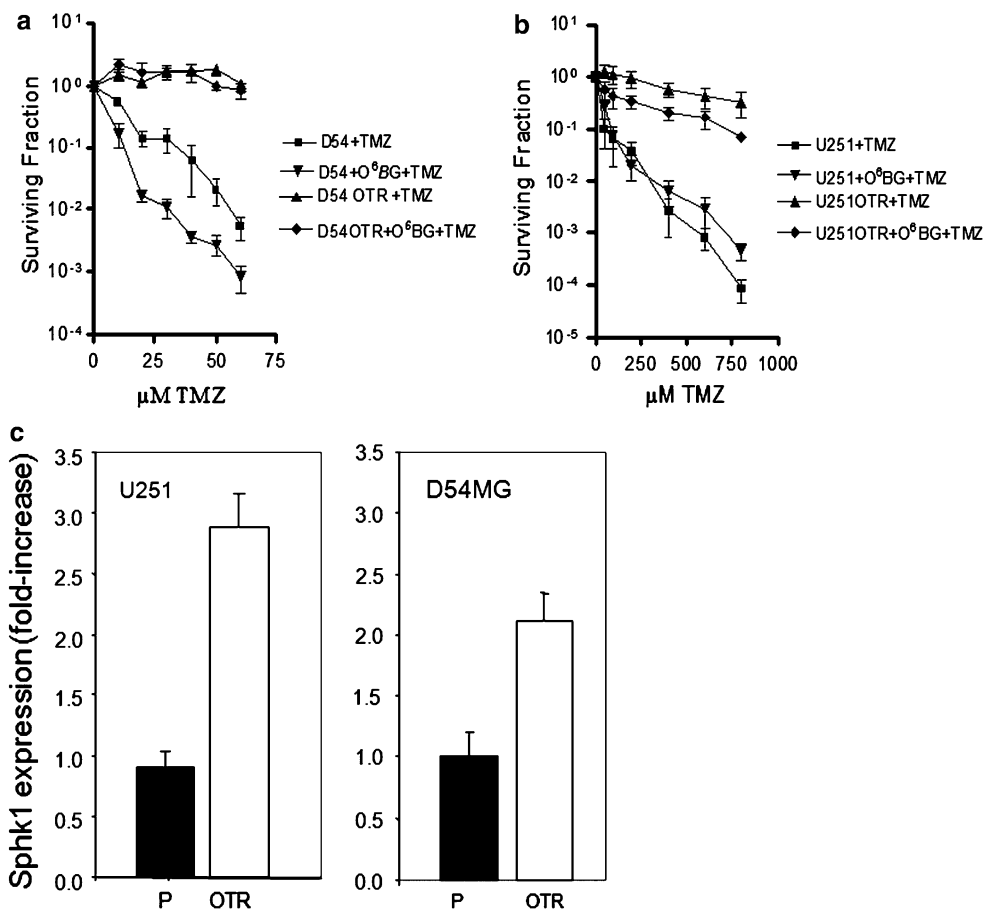 a
10^1
10^0
10^-1
10^-2
10^-3
10^-4
Surviving Fraction
0 25 50 75
μM TMZ
D54+TMZ
D54+O^6BG+TMZ
D54 OTR +TMZ
D54OTR+O^6BG+TMZ
b
10^1
10^0
10^-1
10^-2
10^-3
10^-4
10^-5
Surviving Fraction
0 250 500 750 1000
μM TMZ
U251+TMZ
U251+O^6BG+TMZ
U251OTR+TMZ
U251OTR+O^6BG+TMZ
c
Sphk1 expression (fold-increase)
3.5
3.0
2.5
2.0
1.5
1.0
0.5
0.0
U251
P OTR
3.5
3.0
2.5
2.0
1.5
1.0
0.5
0.0
D54MG
P OTR